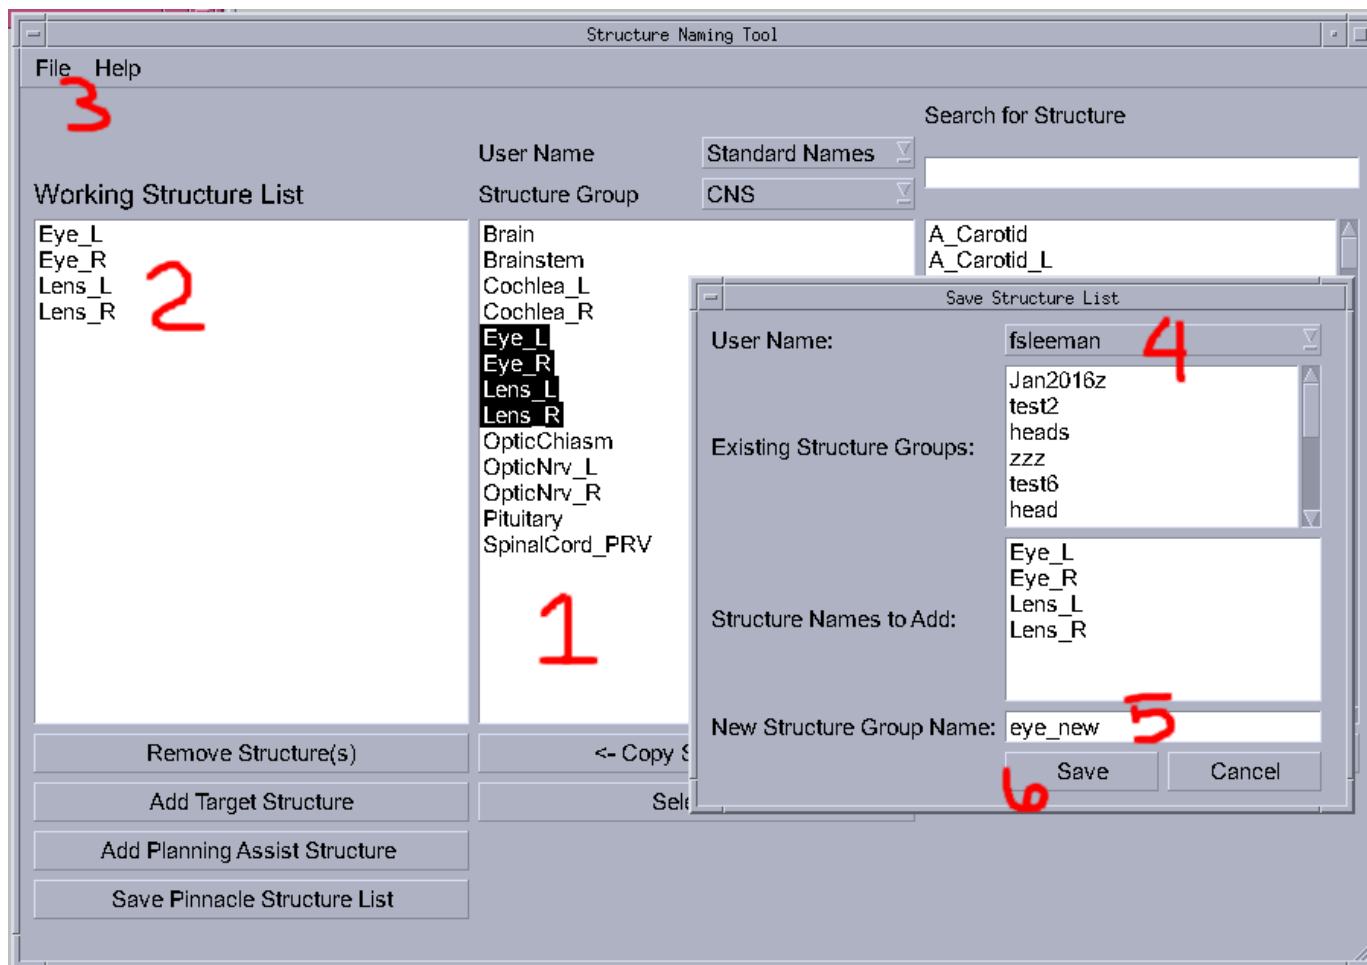 Structure Naming Tool
File Help
3
Search for Structure
User Name Standard Names
Working Structure List
Structure Group CNS
Eye_L
Eye_R
Lens_L
Lens_R
2
Brain
Brainstem
Cochlea_L
Cochlea_R
Eye_L
Eye_R
Lens_L
Lens_R
OpticChiasm
OpticNrv_L
OpticNrv_R
Pituitary
SpinalCord_PRV
1
A_Carotid
A_Carotid_L
Remove Structure(s)
Add Target Structure
Add Planning Assist Structure
Save Pinnacle Structure List
<- Copy S
Sele
Save Structure List
User Name: fsleeman
4
Existing Structure Groups:
Jan2016z
test2
heads
zzz
test6
head
Structure Names to Add:
Eye_L
Eye_R
Lens_L
Lens_R
New Structure Group Name: eye_new
5
6
Save Cancel